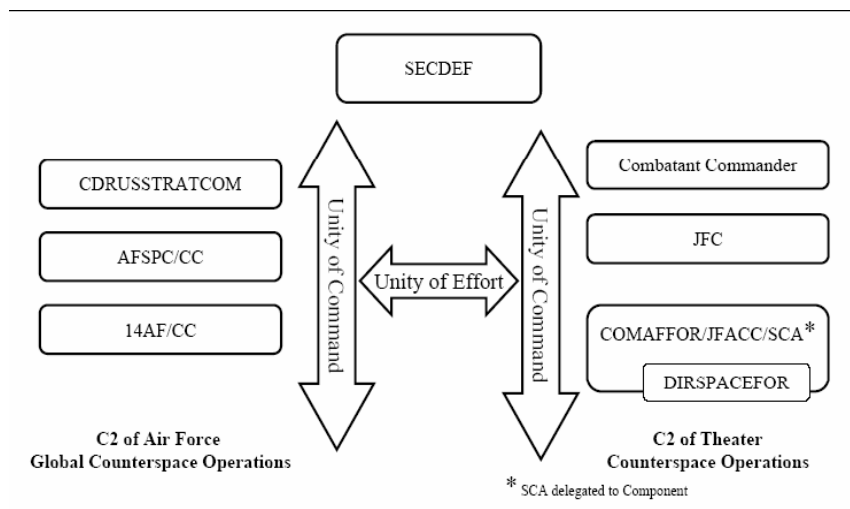 SECDEF
CDRUSSTRATCOM
AFSPC/CC
14AF/CC
Unity of Command
Unity of Effort
Unity of Command
Combatant Commander
JFC
COMAFFOR/JFACC/SCA*
DIRSPACEFOR
C2 of Air Force
Global Counterspace Operations
C2 of Theater
Counterspace Operations
* SCA delegated to Component